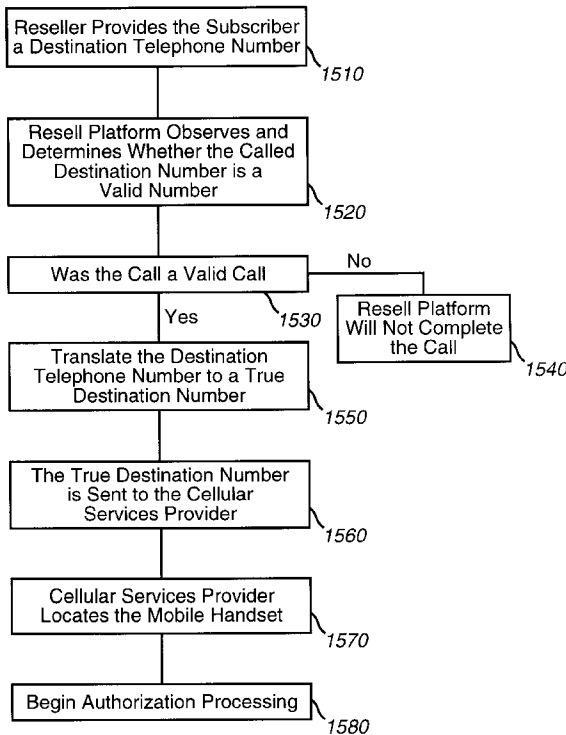 Reseller Provides the Subscriber
a Destination Telephone Number
1510
Resell Platform Observes and
Determines Whether the Called
Destination Number is a
Valid Number
1520
Was the Call a Valid Call
No
1530
Yes
Resell Platform
Will Not Complete
the Call
1540
Translate the Destination
Telephone Number to a True
Destination Number
1550
The True Destination Number
is Sent to the Cellular
Services Provider
1560
Cellular Services Provider
Locates the Mobile Handset
1570
Begin Authorization Processing
1580